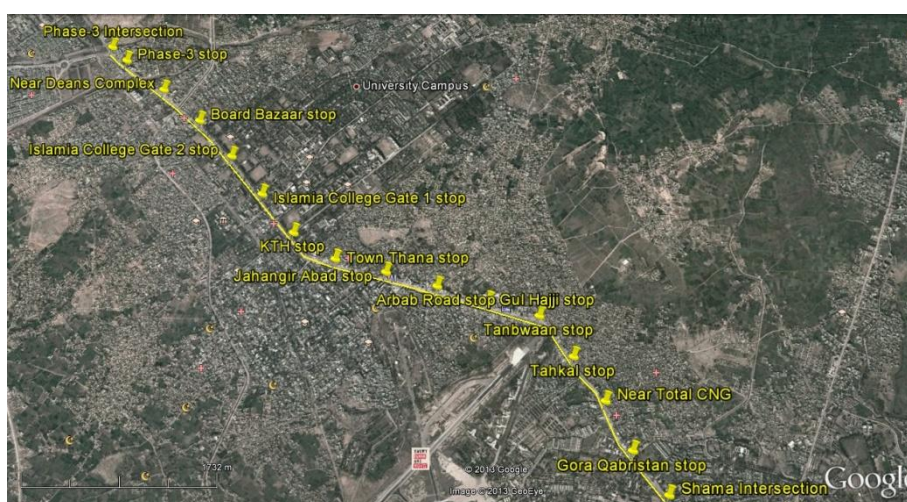 Phase-3 Intersection
Phase-3 stop
Near Deans Complex
University Campus
Board Bazaar stop
Islamia College Gate 2 stop
Islamia College Gate 1 stop
KTH stop
Town Thana stop
Jahangir Abad stop
Arbab Road stop Gul Hajji stop
Tanbwaan stop
Tahkal stop
Near Total CNG
Gora Qabristan stop
1732 m
© 2013 Google
Image © 2013 GeoEye
Shama Intersection
Google